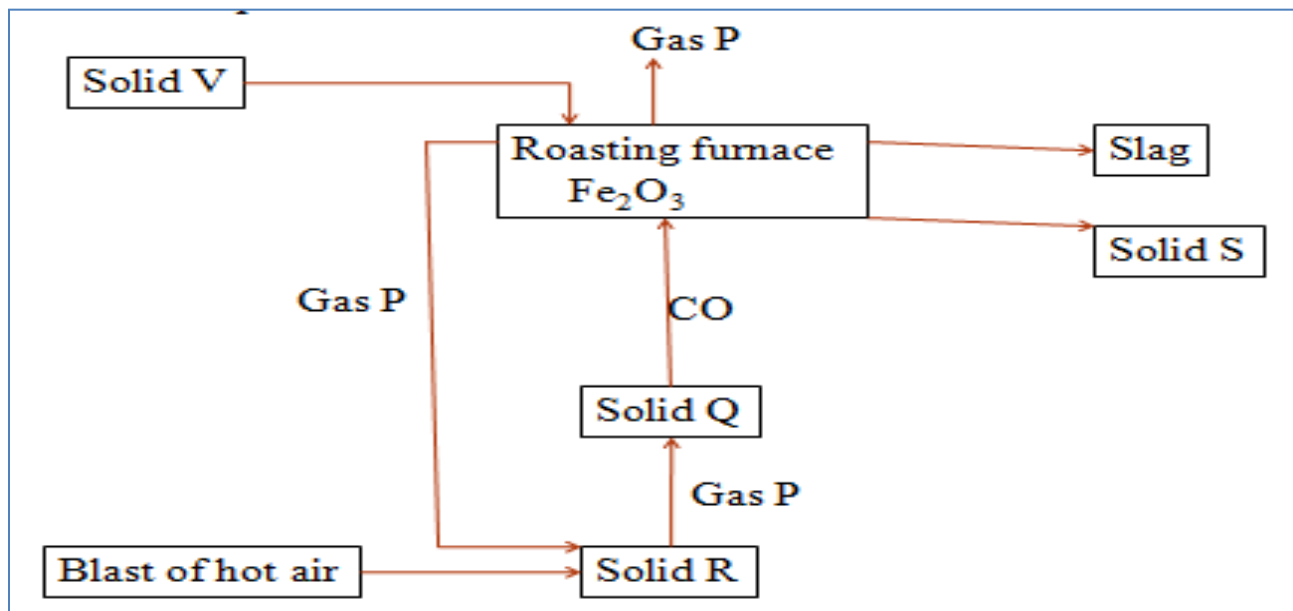 Gas P
Solid V
Roasting furnace
Fe₂O₃
Slag
Solid S
Gas P
CO
Solid Q
Gas P
Blast of hot air
Solid R